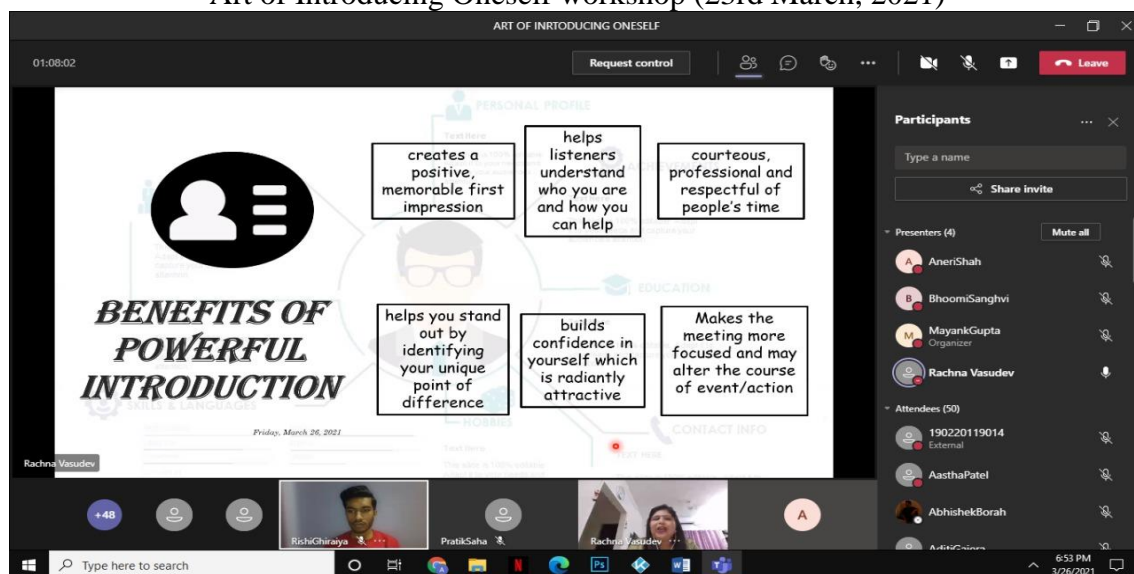 Art of Introducing Oneself workshop (23rd March, 2021)
ART OF INRTODUCING ONESELF
01:08:02
Request control
Leave
PERSONAL PROFILE
Text Here
creates a
positive,
memorable first
impression
helps
listeners
understand
who you are
and how you
can help
courteous,
professional and
respectful of
people's time
EDUCATION
BENEFITS OF
POWERFUL
INTRODUCTION
helps you stand
out by
identifying
your unique
point of
difference
builds
confidence in
yourself which
is radiantly
attractive
Makes the
meeting more
focused and may
alter the course
of event/action
SKILLS & LANGUAGES
HOBBIES
CONTACT INFO
Friday, March 26, 2021
Text Here
TEXT HERE
Rachna Vasudev
+48
RishiGhiraiya
PratikSaha
Rachna Vasudev
A
Participants
Type a name
Share invite
Presenters (4)
Mute all
A AneriShah
B BhoomiSanghvi
M MayankGupta
Organizer
Rachna Vasudev
Attendees (50)
190220119014
External
AasthaPatel
AbhishekBorah
Type here to search
6:53 PM
3/26/2021